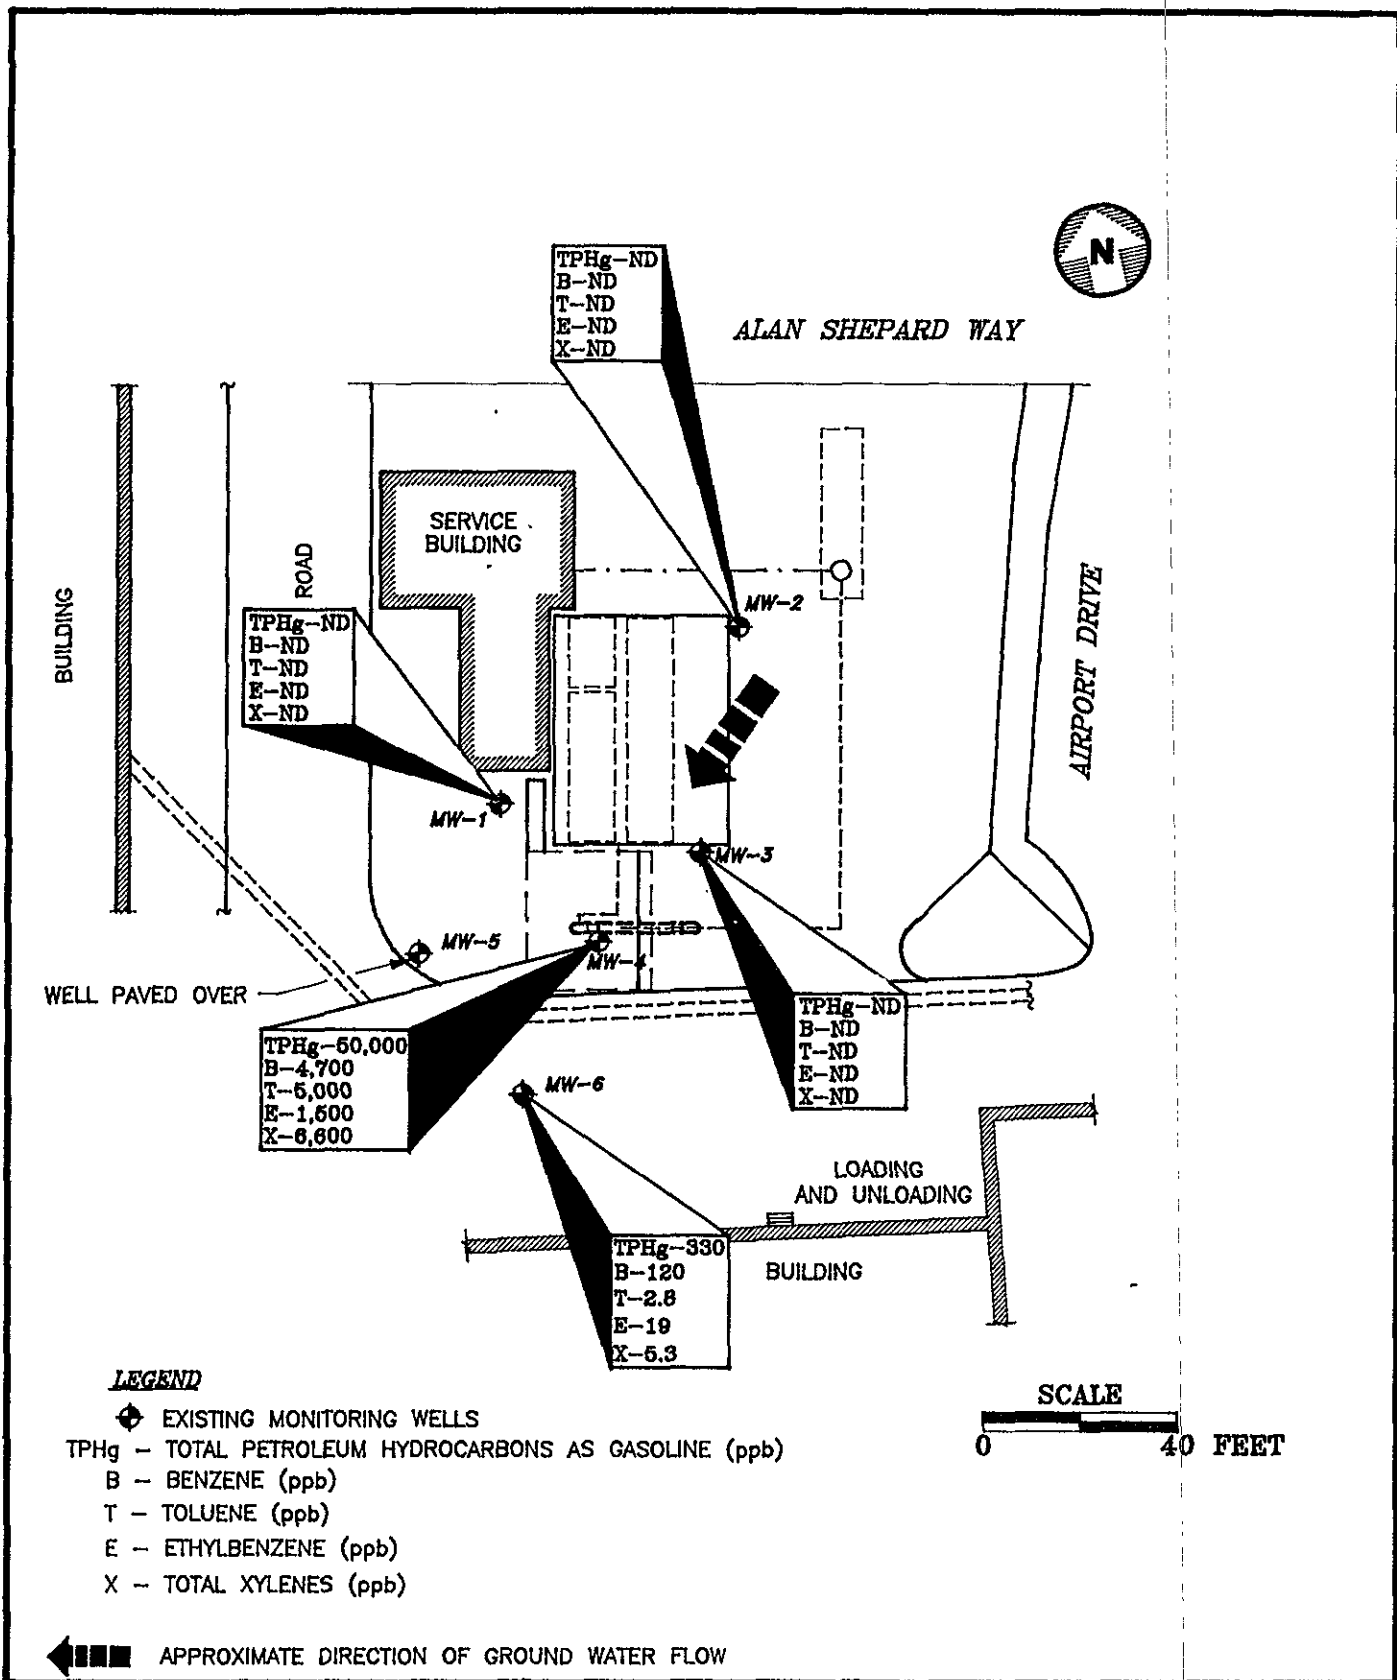 N
TPHg-ND
B-ND
T-ND
E-ND
X-ND
ALAN SHEPARD WAY
SERVICE
BUILDING
ROAD
BUILDING
MW-2
AIRPORT DRIVE
TPHg-ND
B-ND
T-ND
E-ND
X-ND
MW-1
MW-3
MW-5
MW-4
WELL PAVED OVER
TPHg-ND
B-ND
T-ND
E-ND
X-ND
TPHg-50,000
B-4,700
T-5,000
E-1,500
X-6,600
MW-6
LOADING
AND UNLOADING
TPHg-330
B-120
T-2.8
E-19
X-5.3
BUILDING
LEGEND
EXISTING MONITORING WELLS
TPHg - TOTAL PETROLEUM HYDROCARBONS AS GASOLINE (ppb)
B - BENZENE (ppb)
T - TOLUENE (ppb)
E - ETHYLBENZENE (ppb)
X - TOTAL XYLENES (ppb)
SCALE
0 40 FEET
APPROXIMATE DIRECTION OF GROUND WATER FLOW